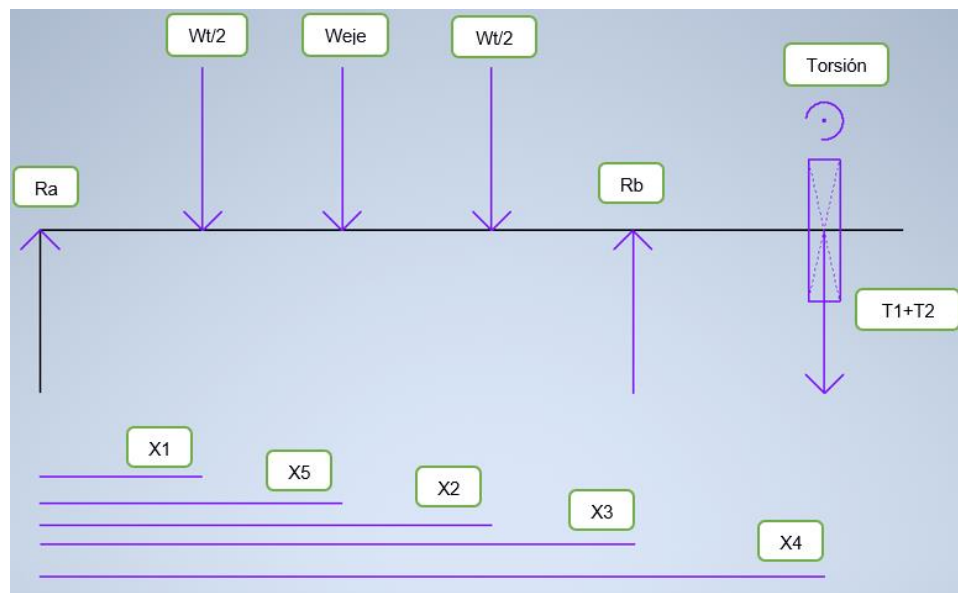 Wt/2
Weje
Wt/2
Torsión
Ra
Rb
T1+T2
X1
X5
X2
X3
X4